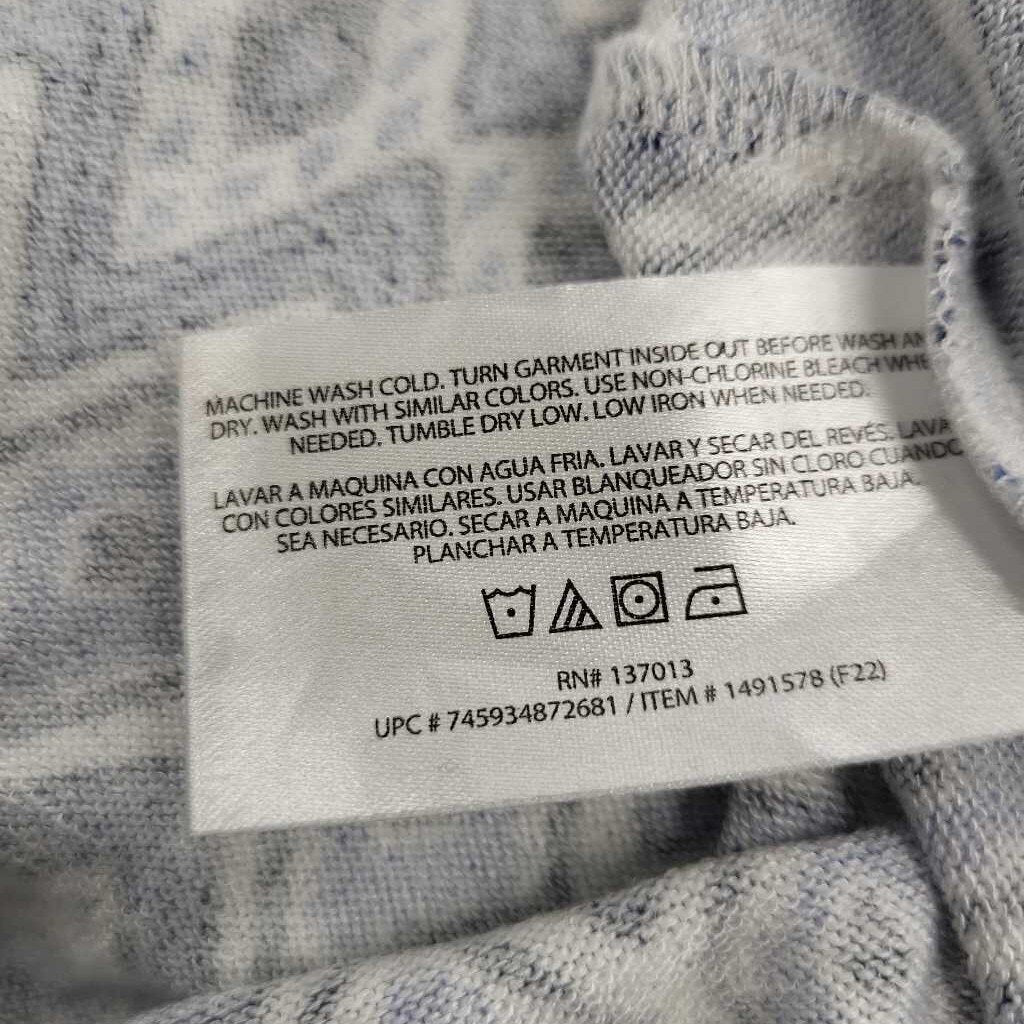 MACHINE WASH COLD. TURN GARMENT INSIDE OUT BEFORE WASH
DRY. WASH WITH SIMILAR COLORS. USE NON-CHLORINE BLEACH
NEEDED. TUMBLE DRY LOW. LOW IRON WHEN NEEDED.
LAVAR A MAQUINA CON AGUA FRIA. LAVAR Y SECAR DEL REVÉS.
CON COLORES SIMILARES. USAR BLANQUEADOR SIN CLORO CUANDO
SEA NECESARIO. SECAR A MAQUINA A TEMPERATURA BAJA.
PLANCHAR A TEMPERATURA BAJA.
RN# 137013
UPC # 745934872681 / ITEM # 1491578 (F22)